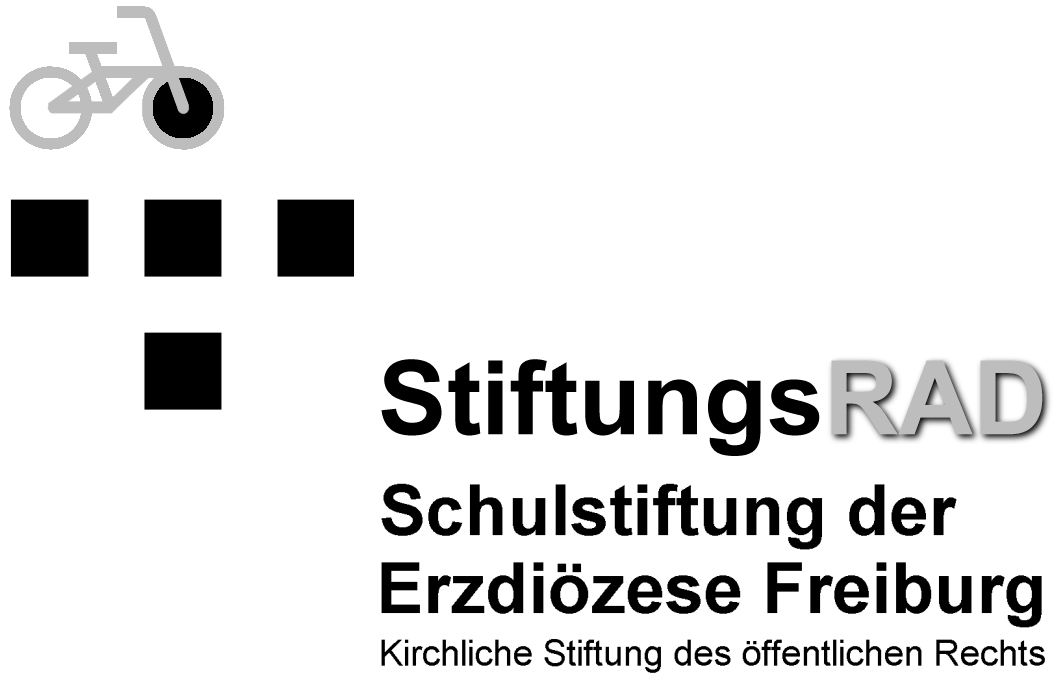 StiftungsRAD
Schulstiftung der
Erzdiözese Freiburg
Kirchliche Stiftung des öffentlichen Rechts